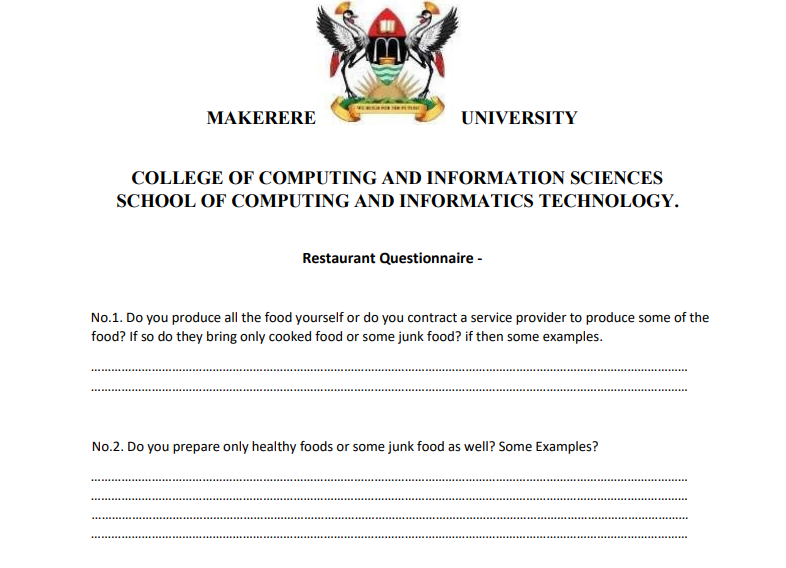 WE BUILD FOR THE FUTURE
MAKERERE UNIVERSITY
COLLEGE OF COMPUTING AND INFORMATION SCIENCES
SCHOOL OF COMPUTING AND INFORMATICS TECHNOLOGY.
Restaurant Questionnaire -
No.1. Do you produce all the food yourself or do you contract a service provider to produce some of the
food? If so do they bring only cooked food or some junk food? if then some examples.
No.2. Do you prepare only healthy foods or some junk food as well? Some Examples?